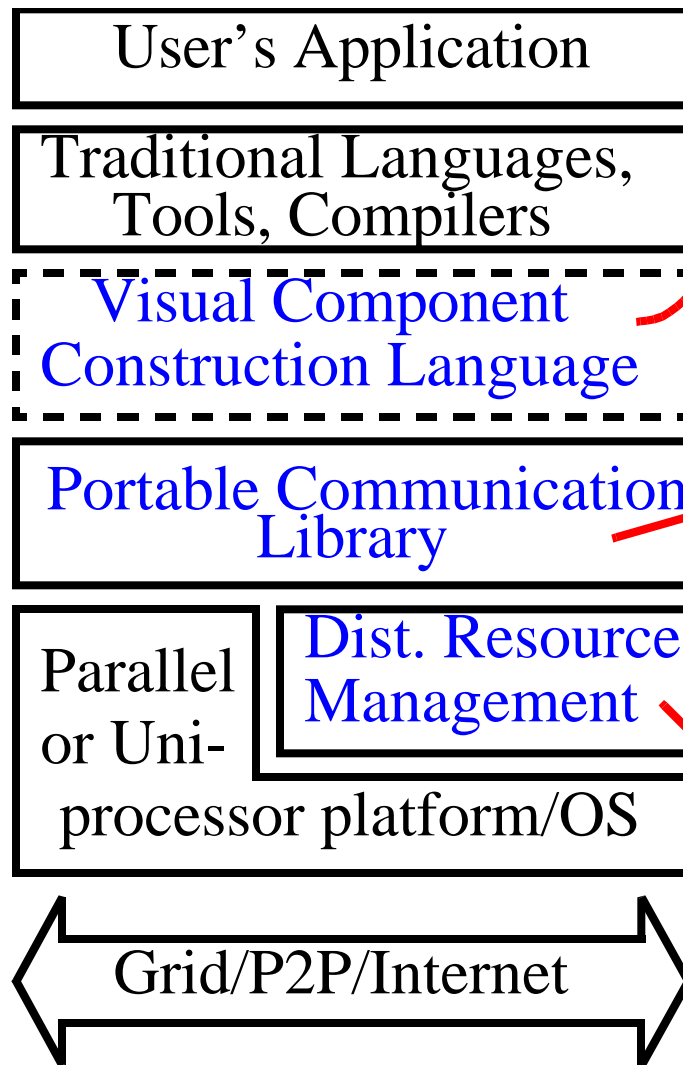 User’s Application
Traditional Languages,
Tools, Compilers
Visual Component
Construction Language
Portable Communication
Library
Dist. Resource
Management
Parallel
or Uni-
processor platform/OS
Grid/P2P/Internet